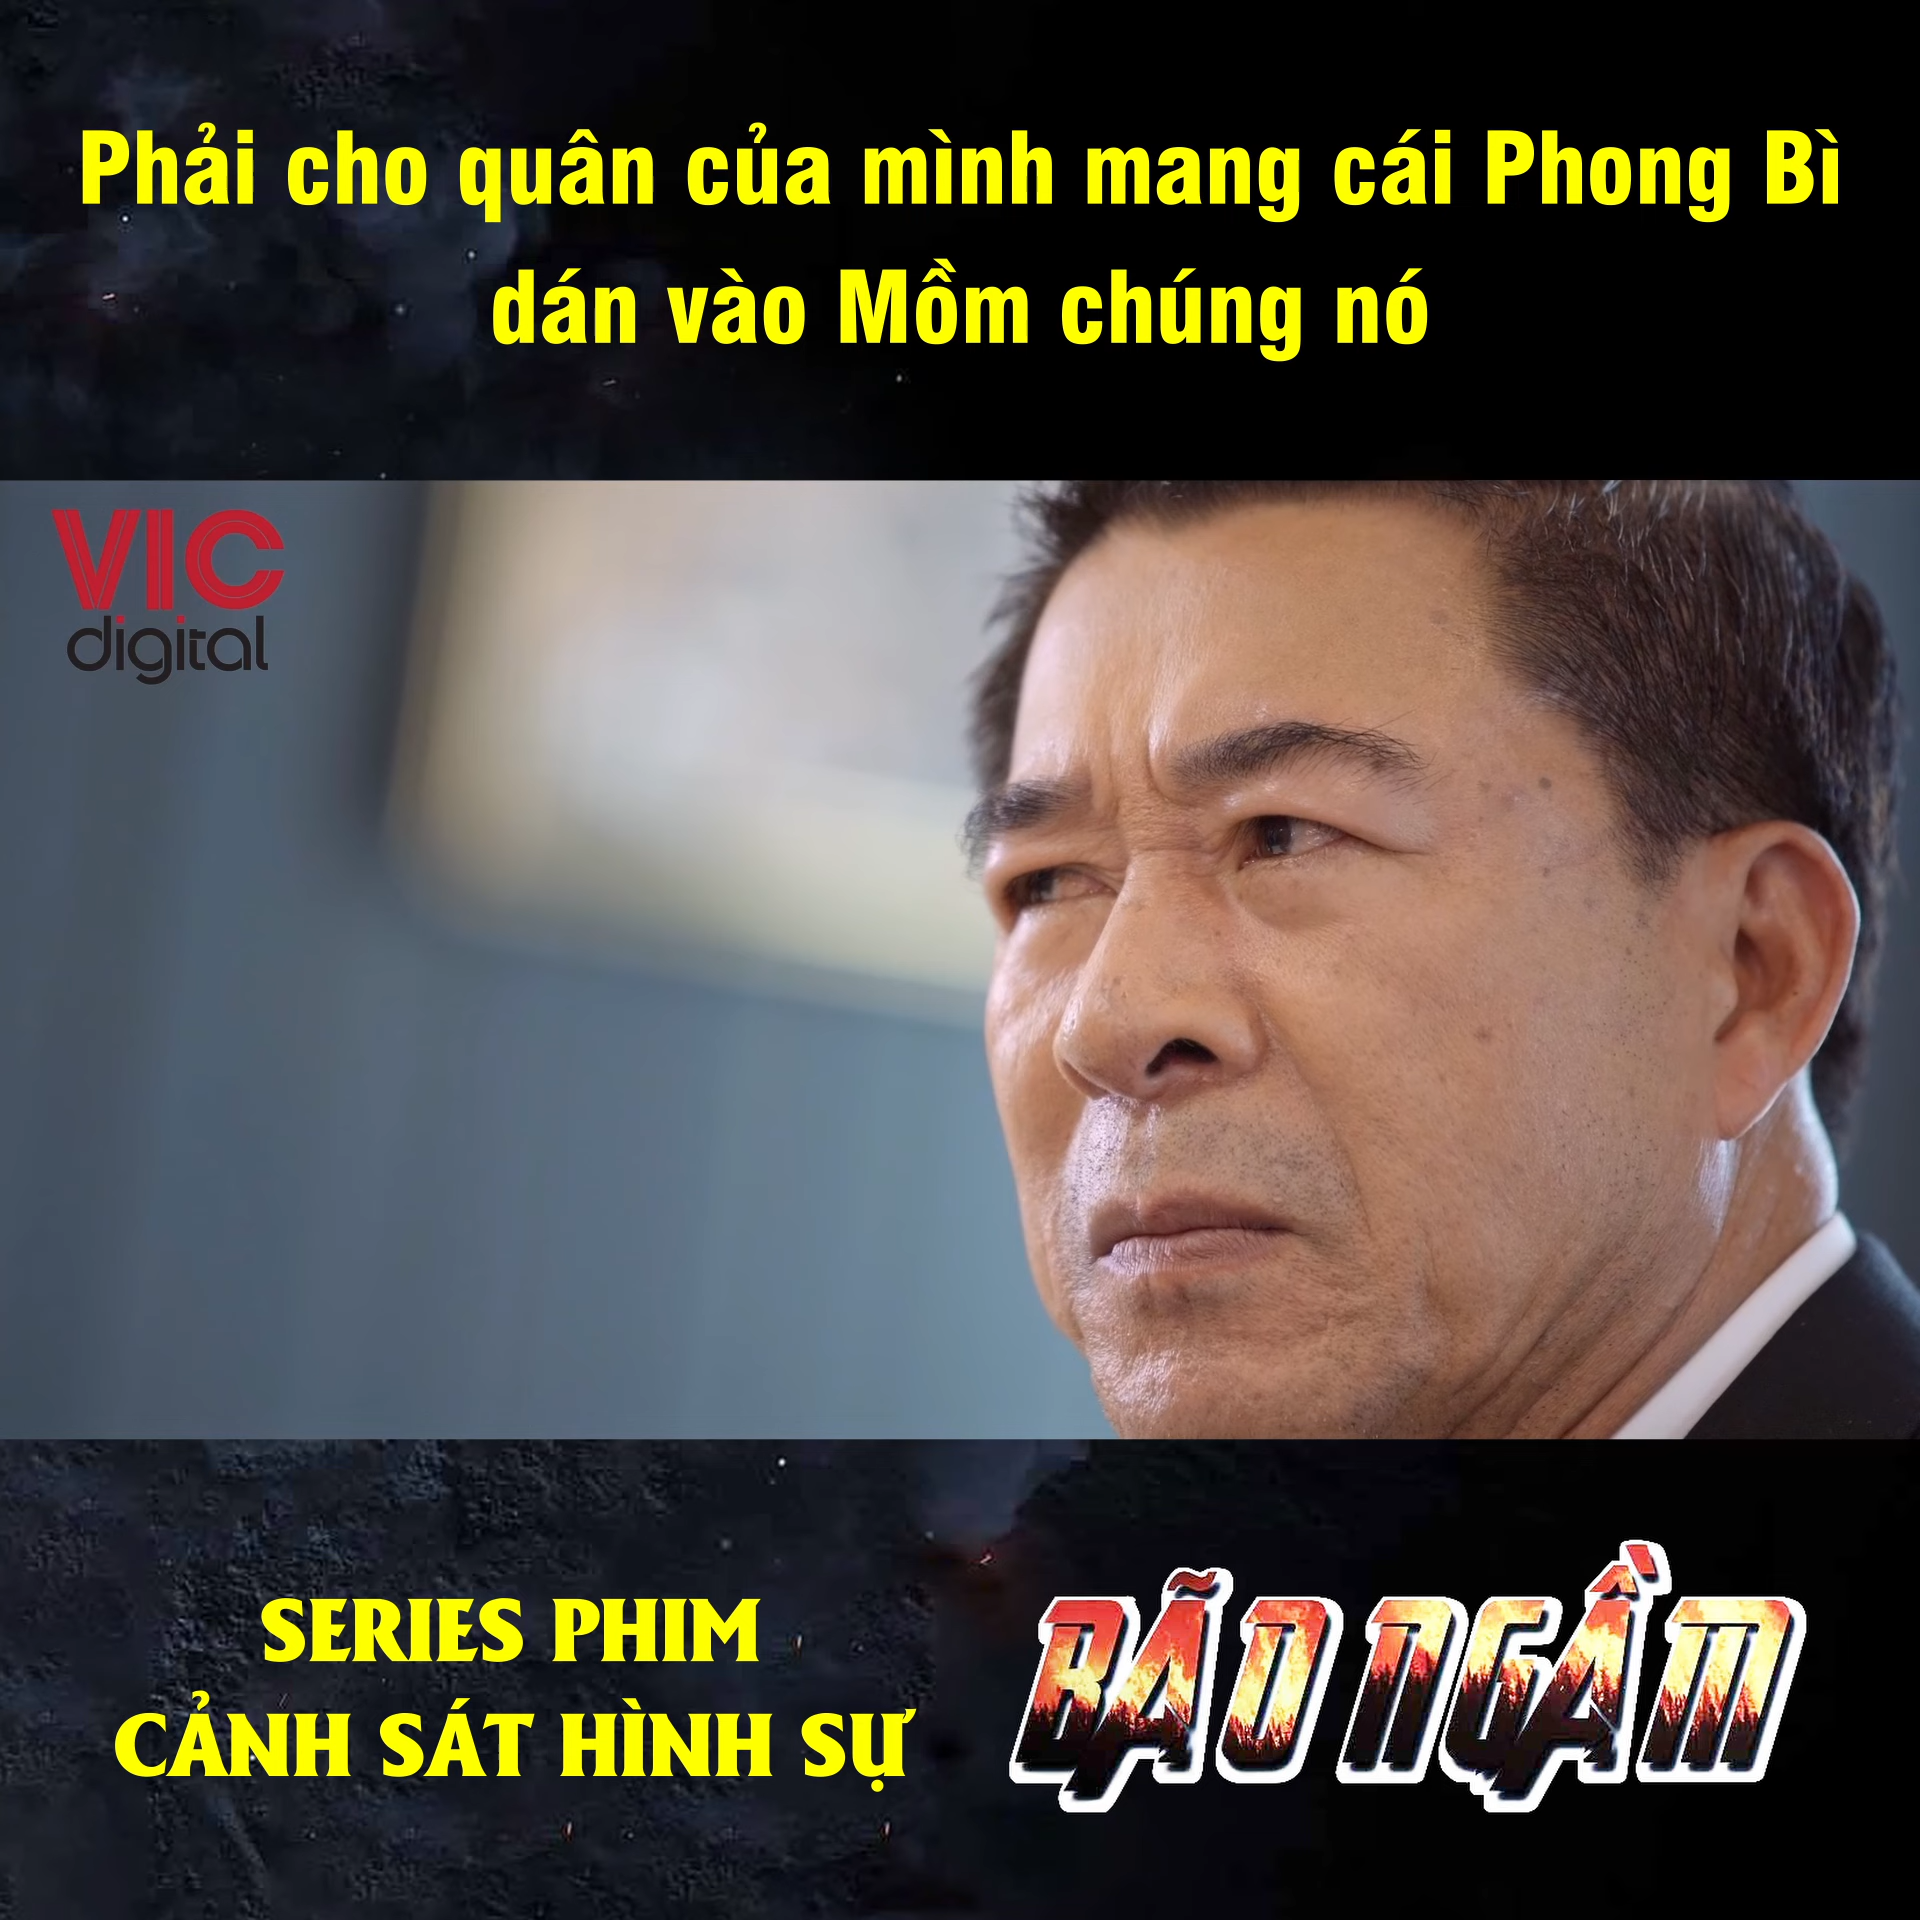 Phải cho quân của mình mang cái Phong Bì
dán vào Mồm chúng nó
VIC
digital
SERIES PHIM
CẢNH SÁT HÌNH SỰ
BÃO NGẦM